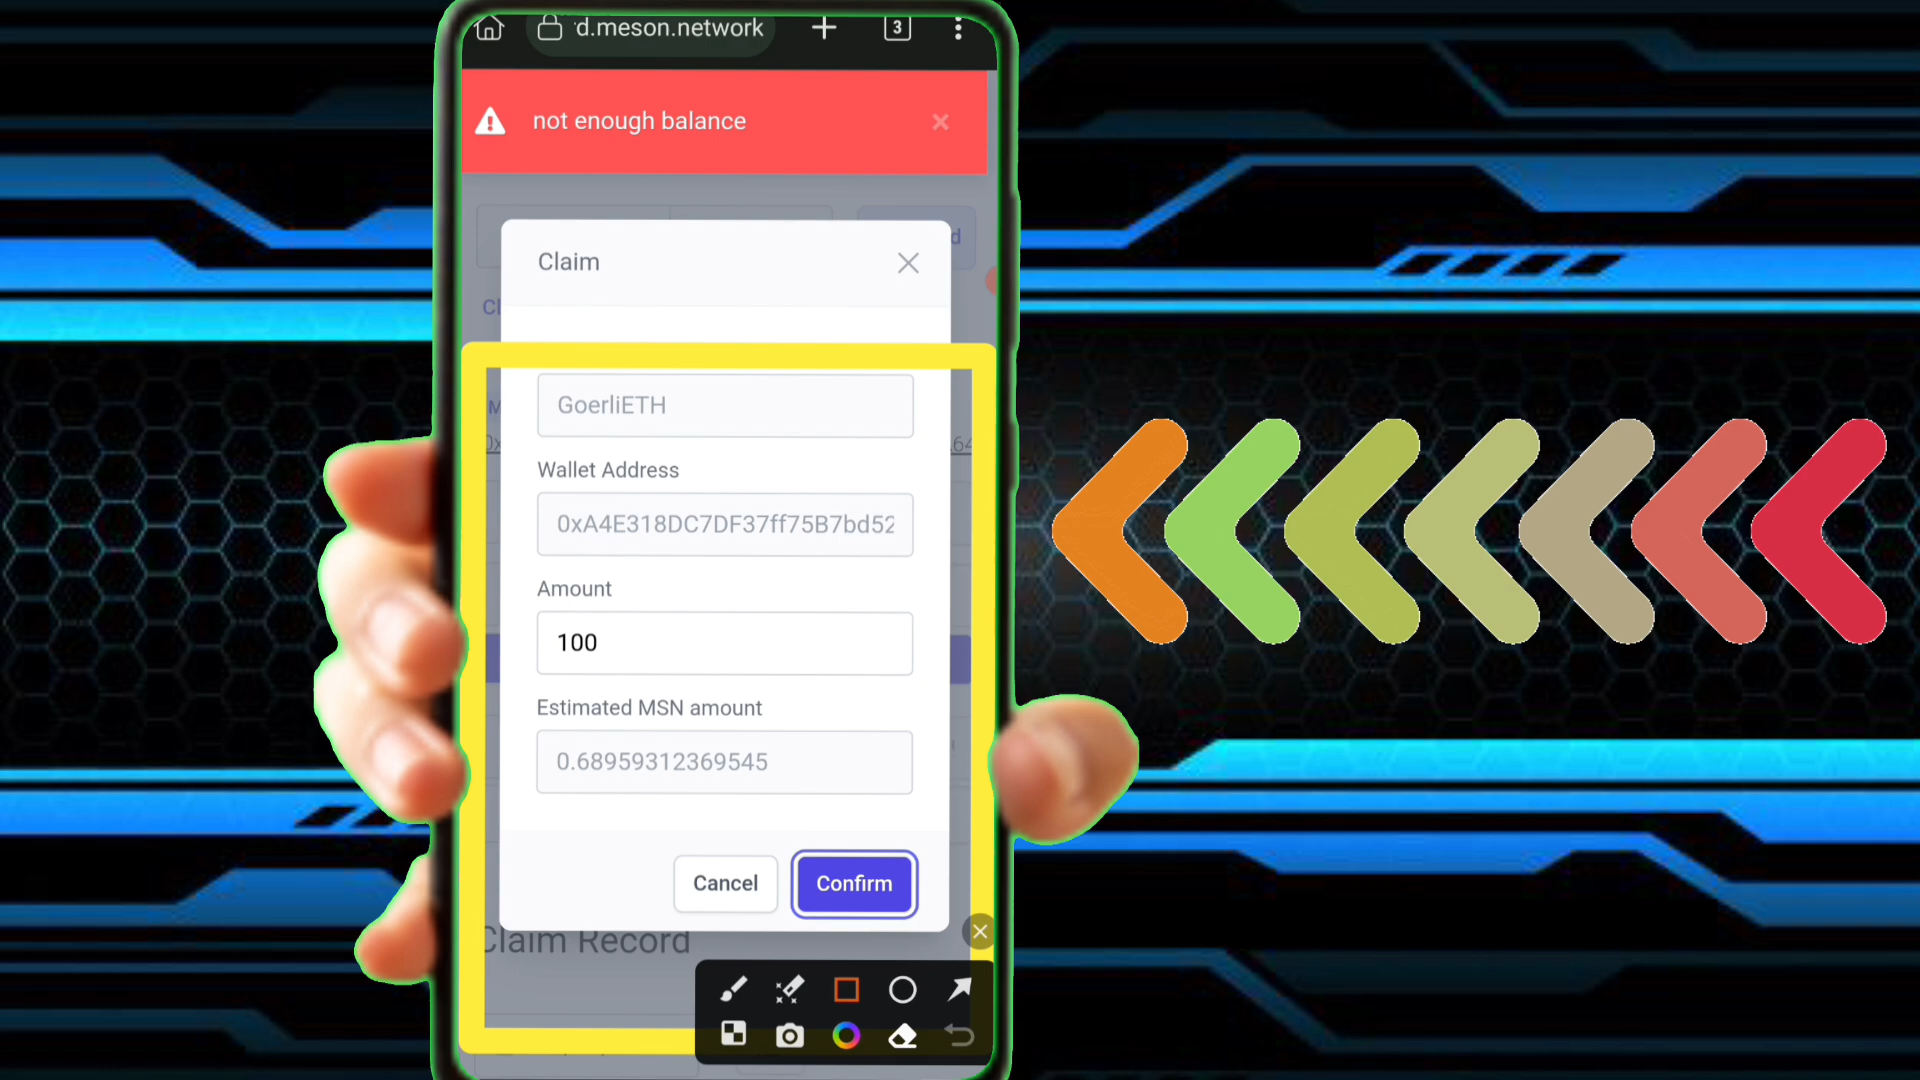 d.meson.network
3
not enough balance
Claim
GoerliETH
Wallet Address
0xA4E318DC7DF37ff75B7bd52
Amount
100
Estimated MSN amount
0.68959312369545
Cancel
Confirm
Claim Record